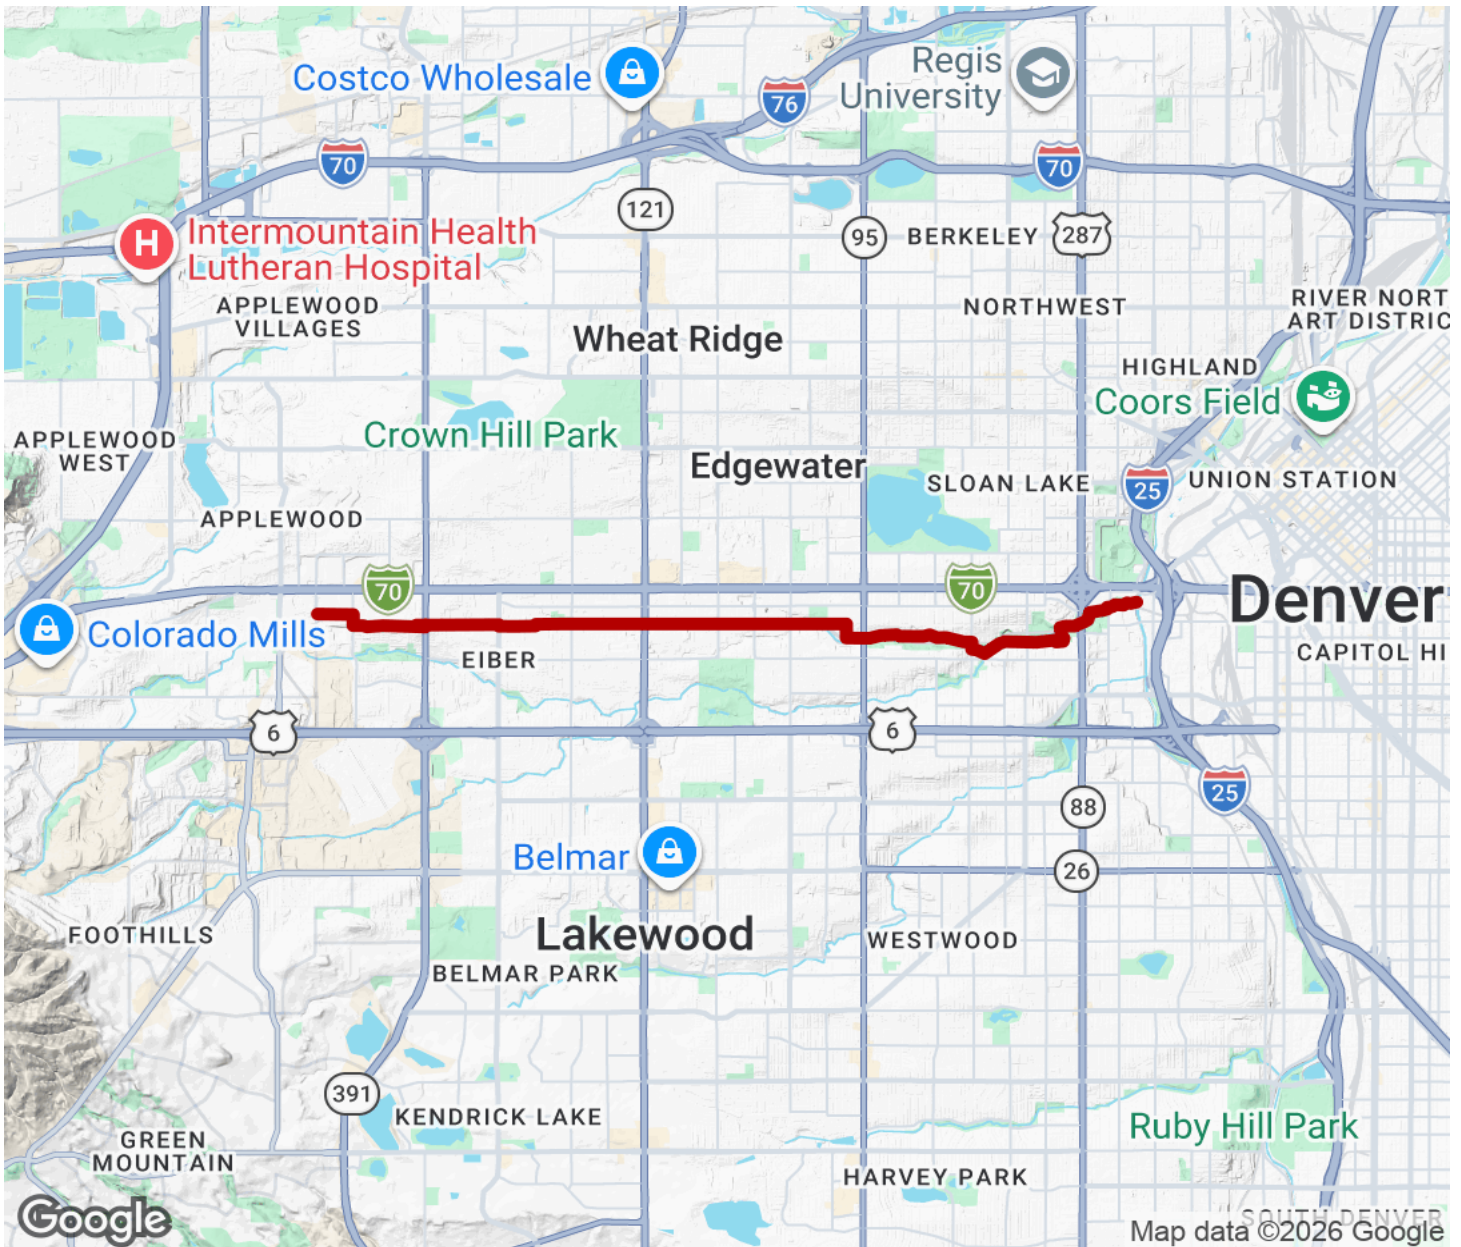 Regis
University
Costco Wholesale
76
70
70
121
95
BERKELEY
287
Intermountain Health
Lutheran Hospital
APPLEWOOD
VILLAGES
NORTHWEST
RIVER NORT
ART DISTRIC
Wheat Ridge
HIGHLAND
Coors Field
Crown Hill Park
APPLEWOOD
WEST
Edgewater
SLOAN LAKE
25
UNION STATION
APPLEWOOD
70
70
Denver
Colorado Mills
EIBER
CAPITOL HI
6
6
25
88
Belmar
26
FOOTHILLS
Lakewood
WESTWOOD
BELMAR PARK
391
KENDRICK LAKE
Ruby Hill Park
GREEN
MOUNTAIN
HARVEY PARK
SOUTH DENVER
Google
Map data ©2026 Google